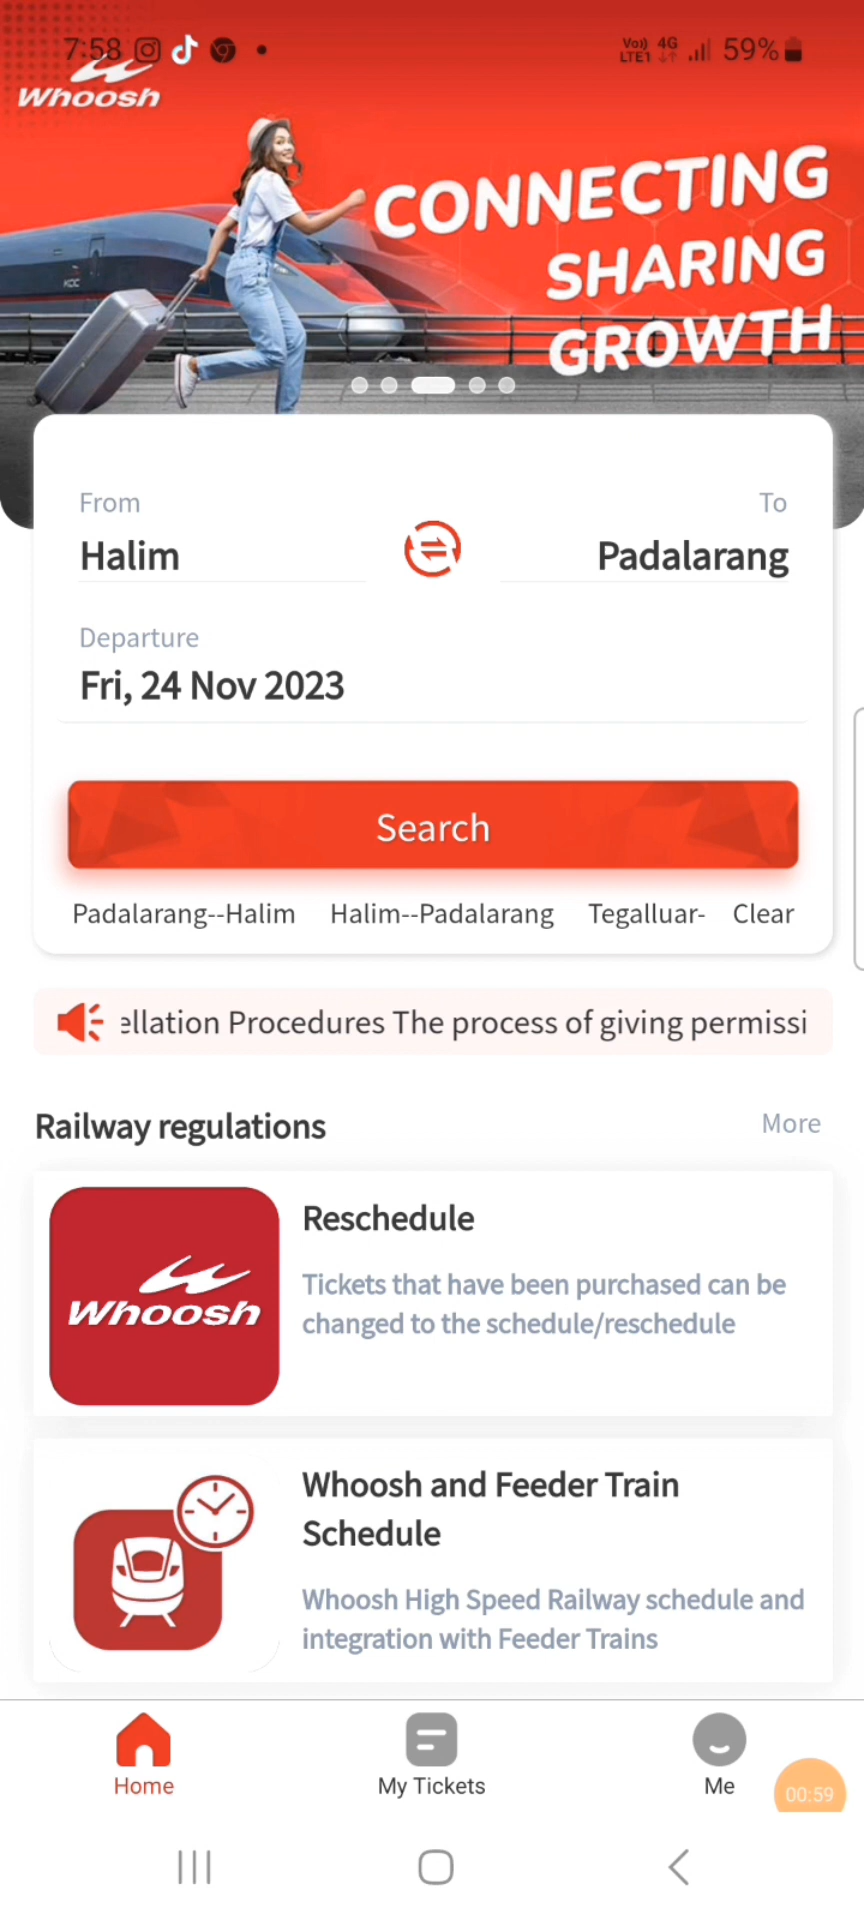 7:58
Vo)) 4G
LTE1
59%
Whoosh
CONNECTING
SHARING
GROWTH
From
To
Halim
Padalarang
Departure
Fri, 24 Nov 2023
Search
Padalarang--Halim Halim--Padalarang Tegalluar- Clear
ellation Procedures The process of giving permissi
Railway regulations
More
Whoosh
Reschedule
Tickets that have been purchased can be
changed to the schedule/reschedule
Whoosh and Feeder Train
Schedule
Whoosh High Speed Railway schedule and
integration with Feeder Trains
Home
My Tickets
Me
00:59